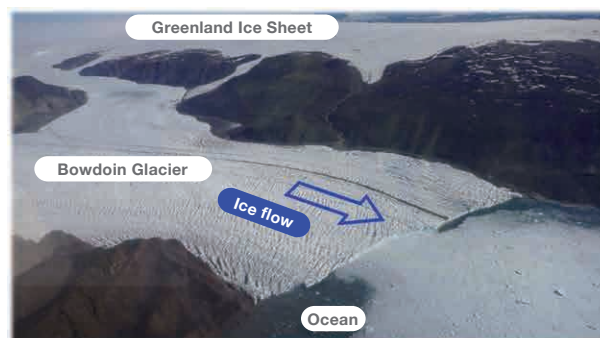 Greenland Ice Sheet
Bowdoin Glacier
Ice flow
Ocean